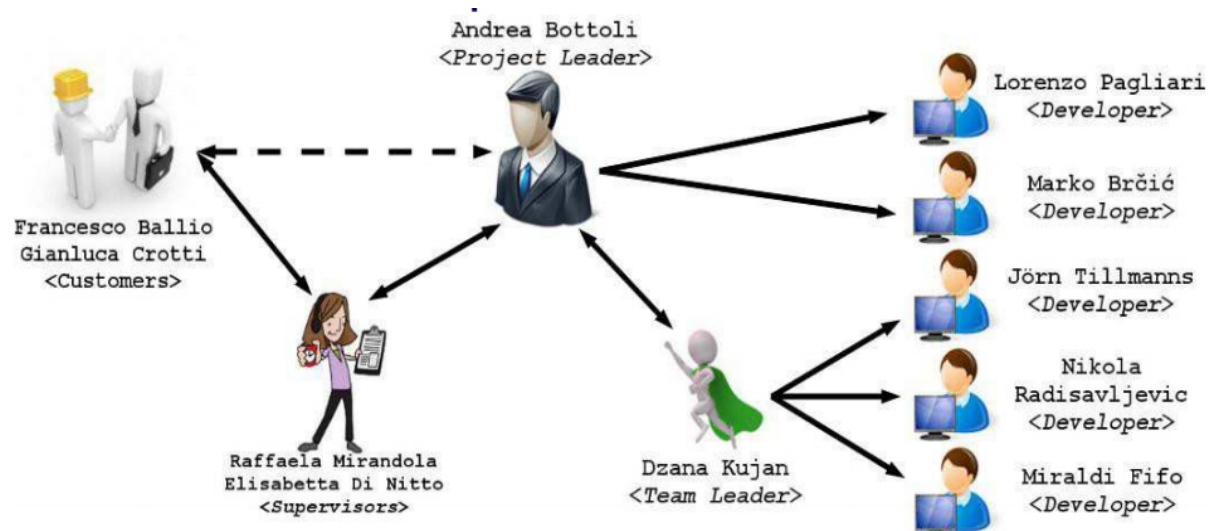 Andrea Bottoli
<Project Leader>
Lorenzo Pagliari
<Developer>
Marko Brčić
<Developer>
Francesco Ballio
Gianluca Crotti
<Customers>
Jörn Tillmanns
<Developer>
Nikola
Radisavljevic
<Developer>
Raffaela Mirandola
Elisabetta Di Nitto
<Supervisors>
Dzana Kujan
<Team Leader>
Miraldi Fifo
<Developer>